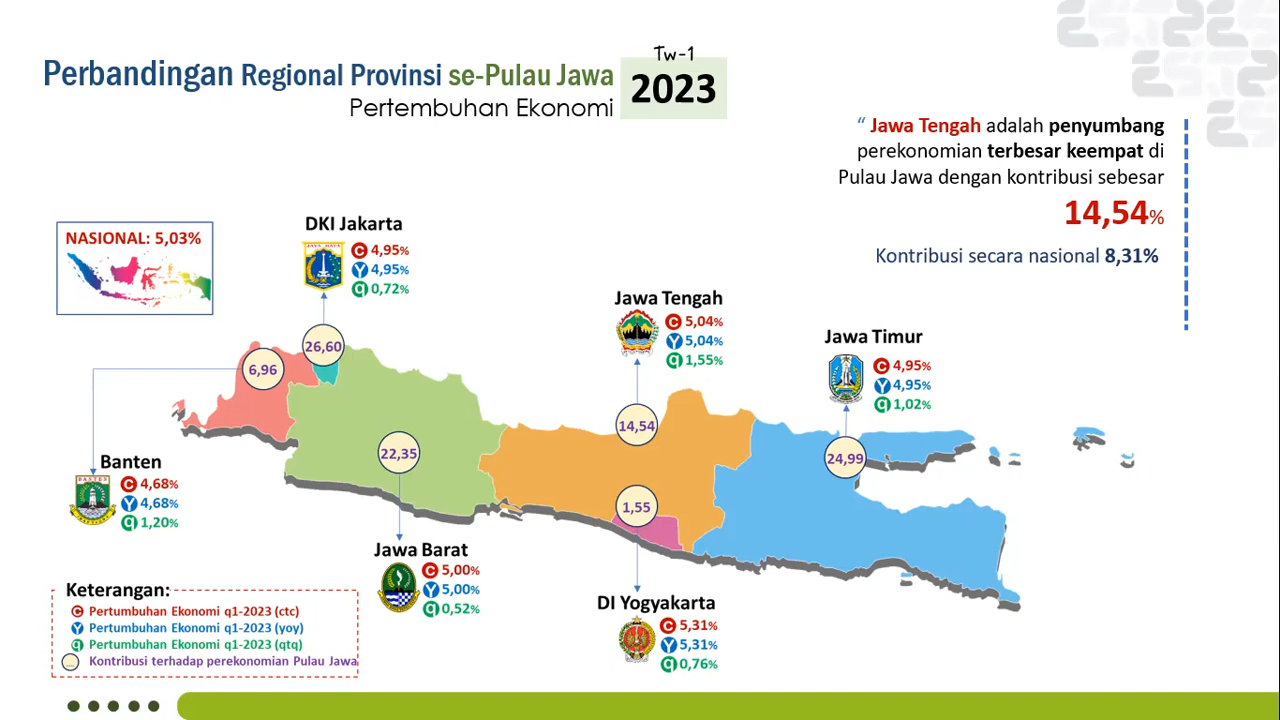 Tw-1
Perbandingan Regional Provinsi se-Pulau Jawa
2023
Pertembuhan Ekonomi
“ Jawa Tengah adalah penyumbang
perekonomian terbesar keempat di
Pulau Jawa dengan kontribusi sebesar
14,54%
Kontribusi secara nasional 8,31%
NASIONAL: 5,03%
DKI Jakarta
JAYA RAYA
C 4,95%
Y 4,95%
q 0,72%
26,60
6,96
Jawa Tengah
C 5,04%
Y 5,04%
q 1,55%
14,54
Jawa Timur
C 4,95%
Y 4,95%
q 1,02%
24,99
22,35
1,55
Banten
BANTEN
C 4,68%
Y 4,68%
q 1,20%
Jawa Barat
C 5,00%
Y 5,00%
q 0,52%
DI Yogyakarta
C 5,31%
Y 5,31%
q 0,76%
Keterangan:
C Pertumbuhan Ekonomi q1-2023 (ctc)
Y Pertumbuhan Ekonomi q1-2023 (yoy)
q Pertumbuhan Ekonomi q1-2023 (qtq)
Kontribusi terhadap perekonomian Pulau Jawa